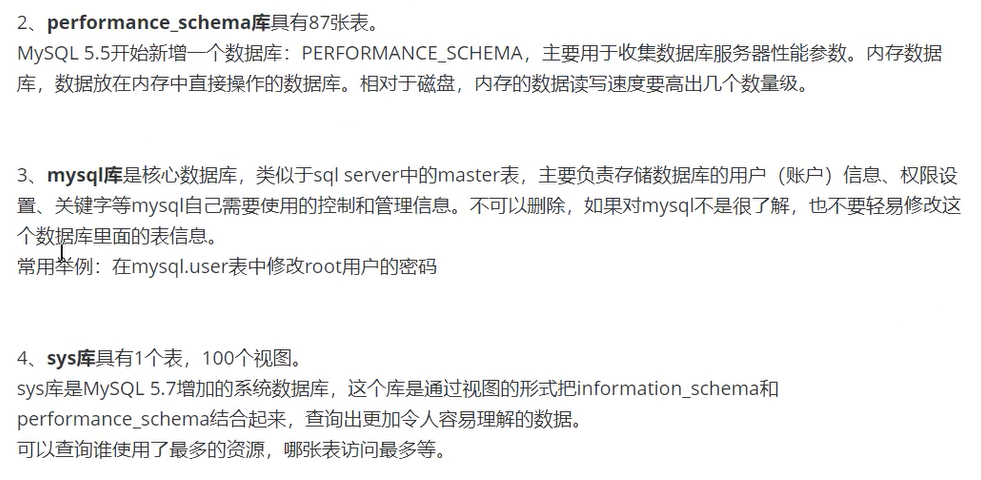 2、performance_schema库具有87张表。
MySQL 5.5开始新增一个数据库：PERFORMANCE_SCHEMA，主要用于收集数据库服务器性能参数。内存数据
库，数据放在内存中直接操作的数据库。相对于磁盘，内存的数据读写速度要高出几个数量级。
3、mysql库是核心数据库，类似于sql server中的master表，主要负责存储数据库的用户（账户）信息、权限设
置、关键字等mysql自己需要使用的控制和管理信息。不可以删除，如果对mysql不是很了解，也不要轻易修改这
个数据库里面的表信息。
常用举例：在mysql.user表中修改root用户的密码
4、sys库具有1个表，100个视图。
sys库是MySQL 5.7增加的系统数据库，这个库是通过视图的形式把information_schema和
performance_schema结合起来，查询出更加令人容易理解的数据。
可以查询谁使用了最多的资源，哪张表访问最多等。